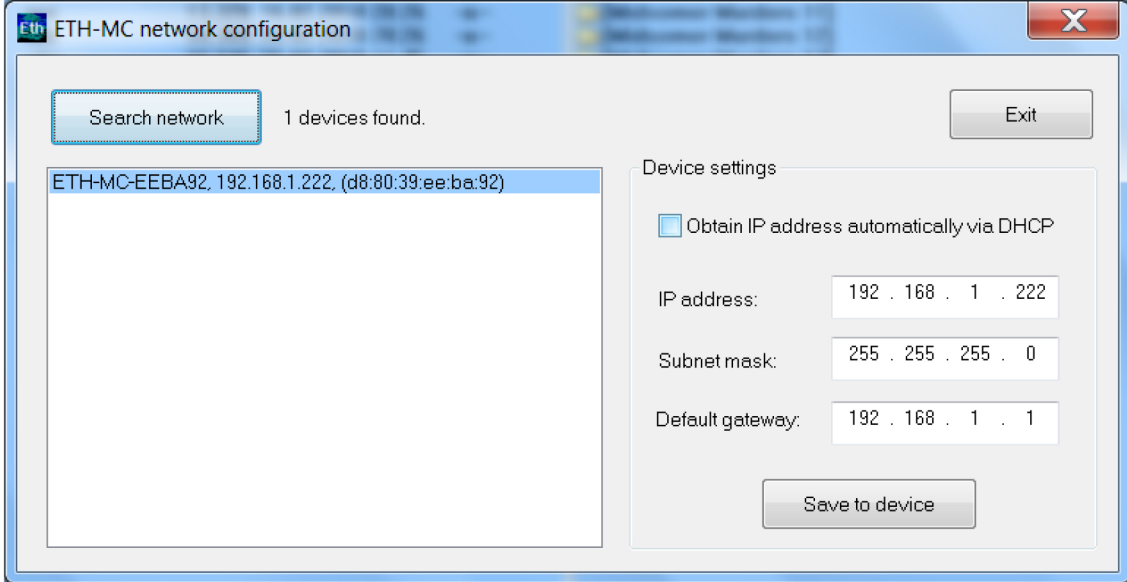 Eth ETH-MC network configuration
Search network
1 devices found.
Exit
ETH-MC-EEBA92, 192.168.1.222, (d8:80:39:ee:ba:92)
Device settings
Obtain IP address automatically via DHCP
IP address: 192 . 168 . 1 . 222
Subnet mask: 255 . 255 . 255 . 0
Default gateway: 192 . 168 . 1 . 1
Save to device